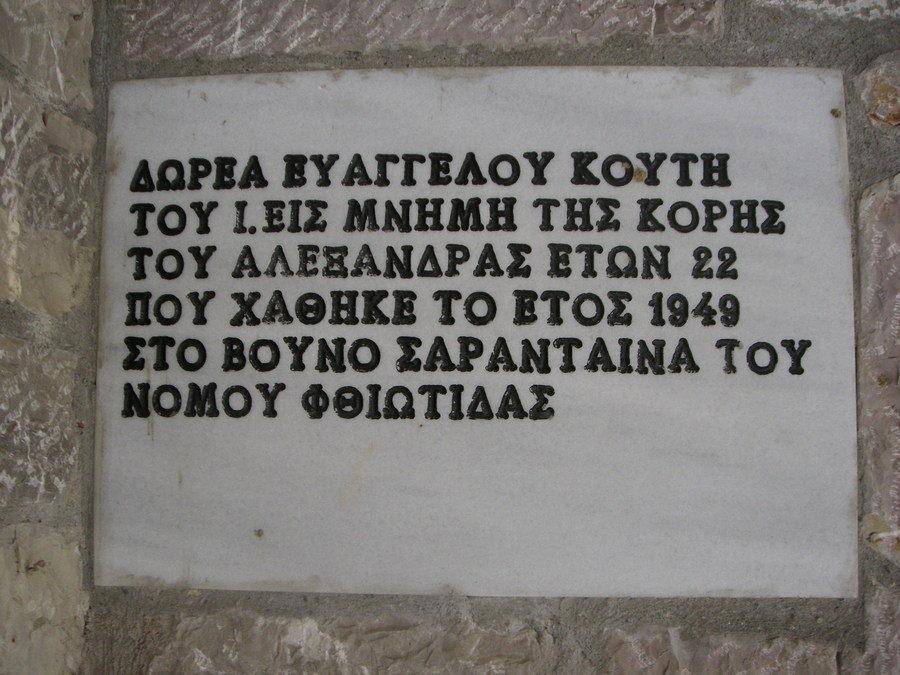 ΔΩΡΕΑ ΕΥΑΓΓΕΛΟΥ ΚΟΥΤΗ
ΤΟΥ Ι.ΕΙΣ ΜΝΗΜΗ ΤΗΣ ΚΟΡΗΣ
ΤΟΥ ΑΛΕΞΑΝΔΡΑΣ ΕΤΩΝ 22
ΠΟΥ ΧΑΘΗΚΕ ΤΟ ΕΤΟΣ 1949
ΣΤΟ ΒΟΥΝΟ ΣΑΡΑΝΤΑΙΝΑ ΤΟΥ
ΝΟΜΟΥ ΦΘΙΩΤΙΔΑΣ